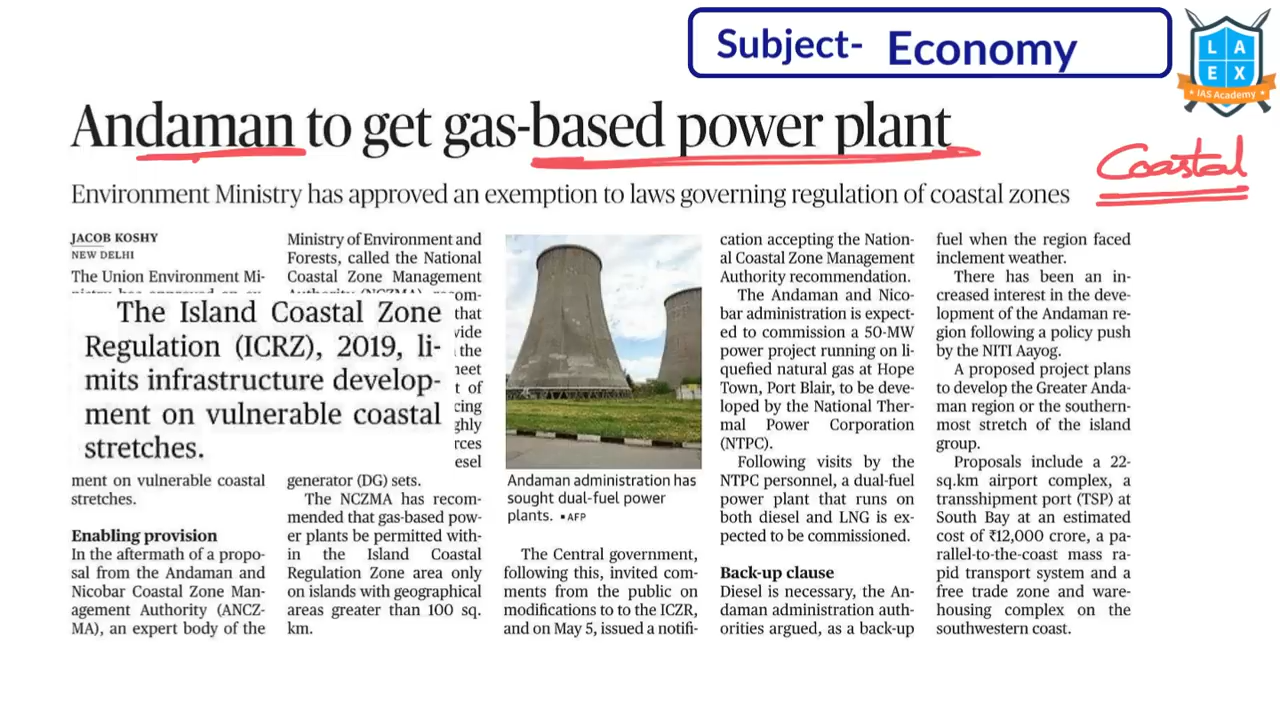 Subject- Economy
L A
E X
IAS Academy
Andaman to get gas-based power plant
Coastal
Environment Ministry has approved an exemption to laws governing regulation of coastal zones
JACOB KOSHY
NEW DELHI
The Union Environment Mi-
The Island Coastal Zone
Regulation (ICRZ), 2019, li-
mits infrastructure develop-
ment on vulnerable coastal
stretches.
ment on vulnerable coastal
stretches.
Enabling provision
In the aftermath of a propo-
sal from the Andaman and
Nicobar Coastal Zone Man-
agement Authority (ANCZ-
MA), an expert body of the
Ministry of Environment and
Forests, called the National
Coastal Zone Management
generator (DG) sets.
The NCZMA has recom-
mended that gas-based pow-
er plants be permitted with-
in the Island Coastal
Regulation Zone area only
on islands with geographical
areas greater than 100 sq.
km.
Andaman administration has
sought dual-fuel power
plants. ▪ AFP
The Central government,
following this, invited com-
ments from the public on
modifications to to the ICZR,
and on May 5, issued a notifi-
cation accepting the Nation-
al Coastal Zone Management
Authority recommendation.
The Andaman and Nico-
bar administration is expect-
ed to commission a 50-MW
power project running on li-
quefied natural gas at Hope
Town, Port Blair, to be deve-
loped by the National Ther-
mal Power Corporation
(NTPC).
Following visits by the
NTPC personnel, a dual-fuel
power plant that runs on
both diesel and LNG is ex-
pected to be commissioned.
Back-up clause
Diesel is necessary, the An-
daman administration auth-
orities argued, as a back-up
fuel when the region faced
inclement weather.
There has been an in-
creased interest in the deve-
lopment of the Andaman re-
gion following a policy push
by the NITI Aayog.
A proposed project plans
to develop the Greater Anda-
man region or the southern-
most stretch of the island
group.
Proposals include a 22-
sq.km airport complex, a
transshipment port (TSP) at
South Bay at an estimated
cost of ₹12,000 crore, a pa-
rallel-to-the-coast mass ra-
pid transport system and a
free trade zone and ware-
housing complex on the
southwestern coast.